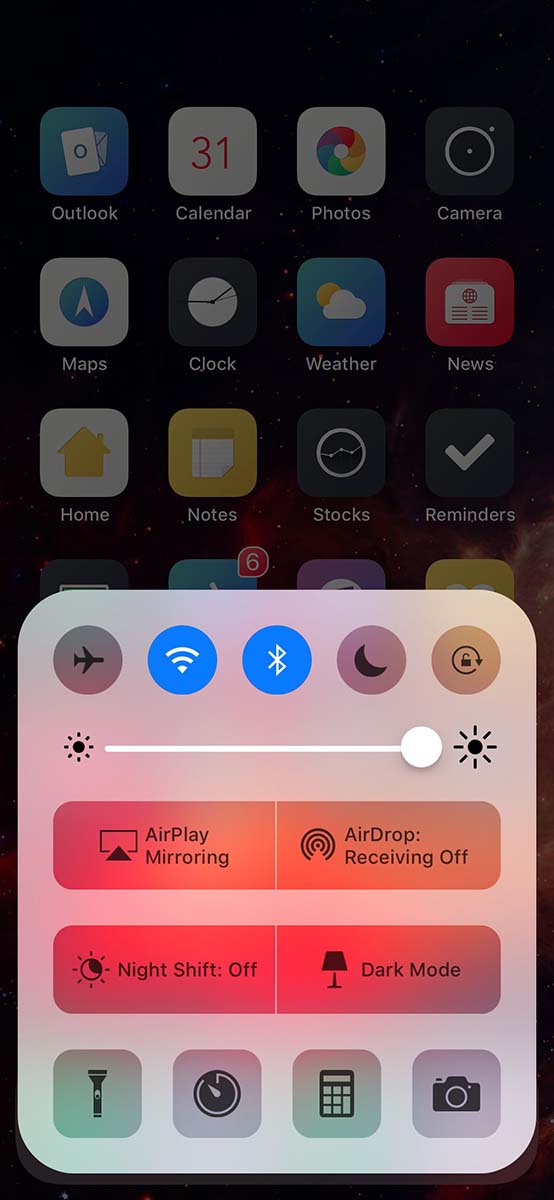 O
31
Outlook
Calendar
Photos
Camera
Maps
Clock
Weather
News
Home
Notes
Stocks
Reminders
6
AirPlay
Mirroring
AirDrop:
Receiving Off
Night Shift: Off
Dark Mode